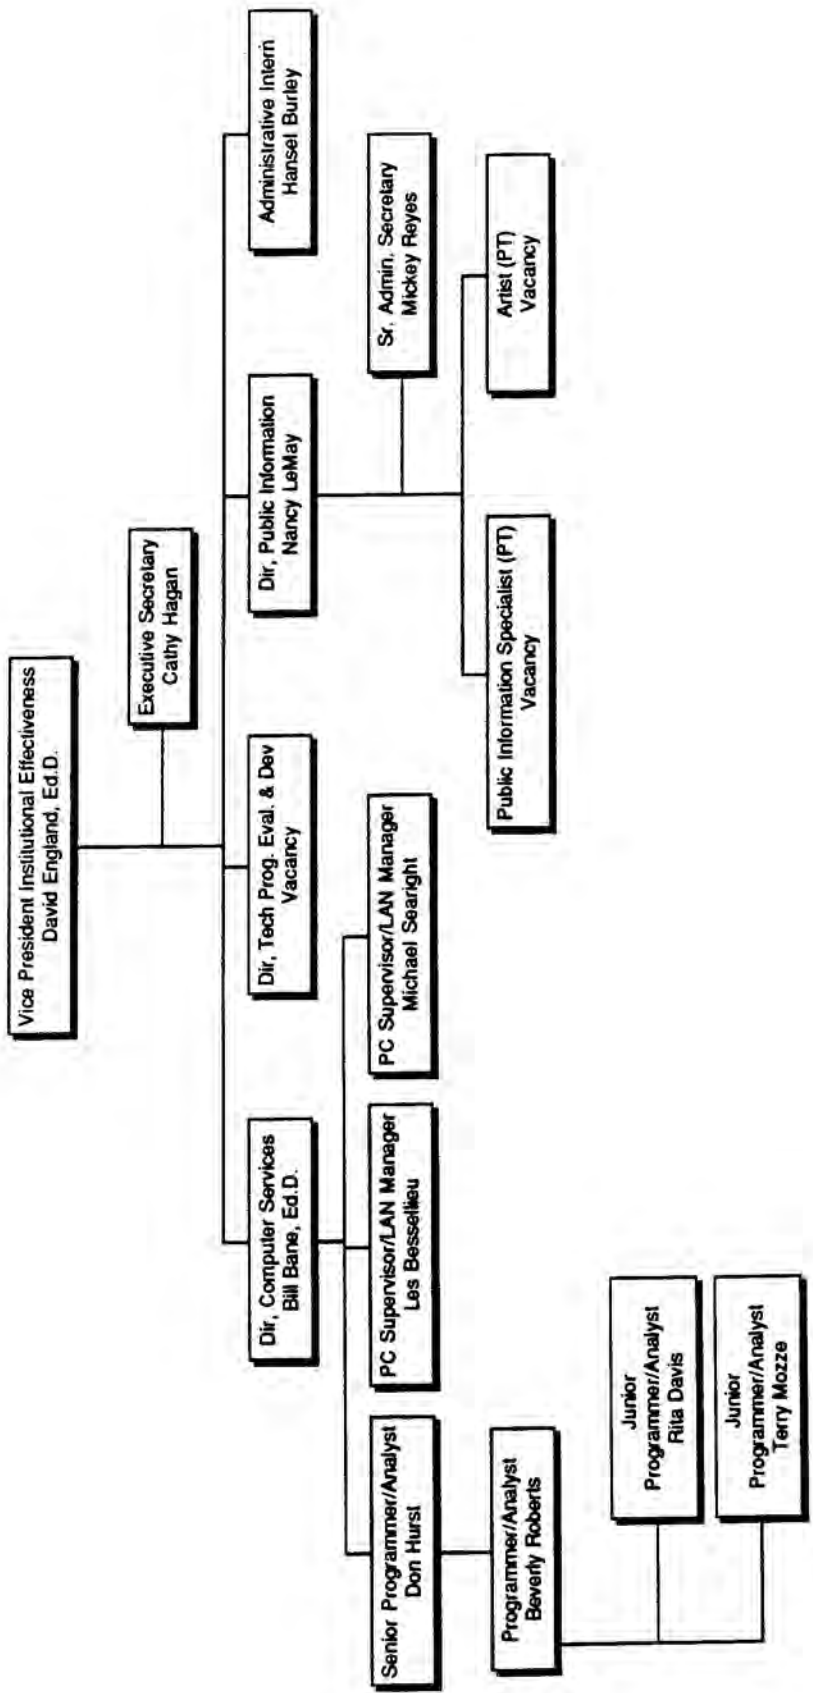 Vice President Institutional Effectiveness
David England, Ed.D.
Executive Secretary
Cathy Hagan
Dir, Computer Services
Bill Bane, Ed.D.
Dir, Tech Prog. Eval. & Dev
Vacancy
Dir, Public Information
Nancy LeMay
Administrative Intern
Hansel Burley
Senior Programmer/Analyst
Don Hurst
PC Supervisor/LAN Manager
Les Bessellieu
PC Supervisor/LAN Manager
Michael Searight
Sr. Admin. Secretary
Mickey Reyes
Programmer/Analyst
Beverly Roberts
Public Information Specialist (PT)
Vacancy
Artist (PT)
Vacancy
Junior
Programmer/Analyst
Rita Davis
Junior
Programmer/Analyst
Terry Mozze